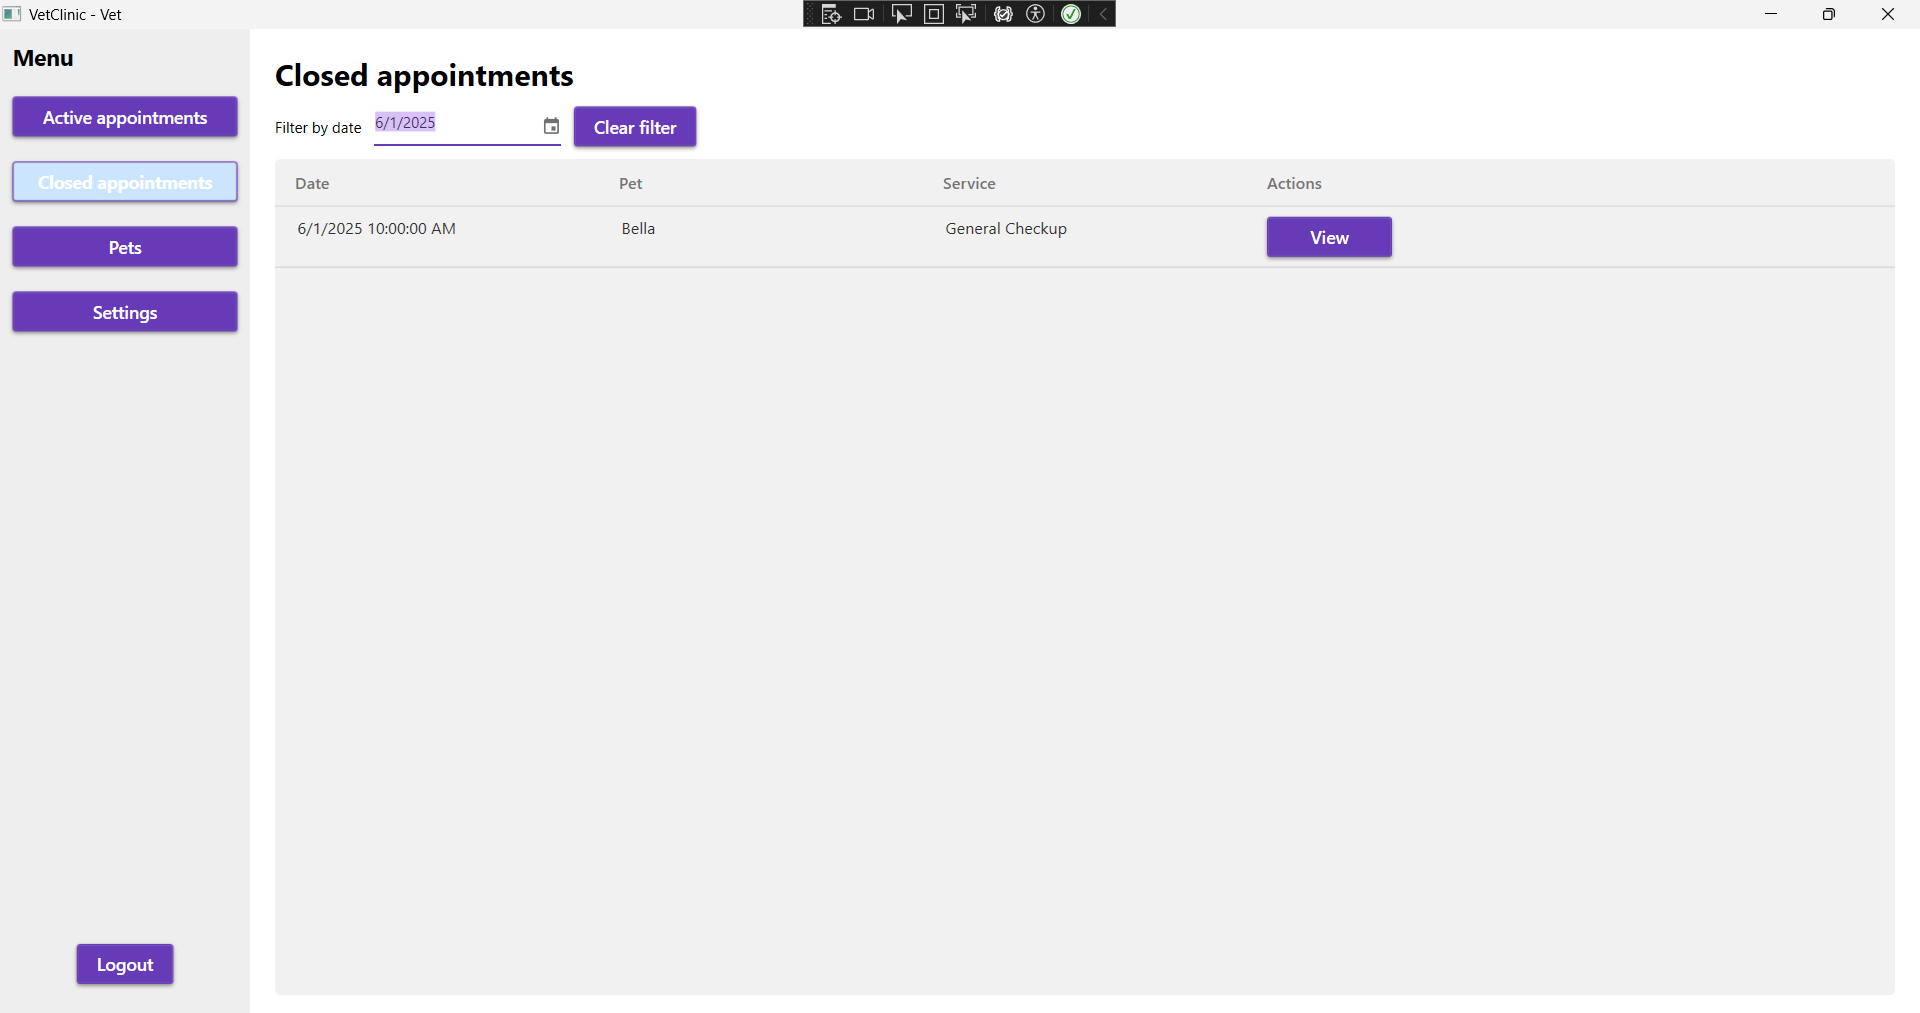 VetClinic - Vet
Menu
Active appointments
Closed appointments
Pets
Settings
Logout
Closed appointments
Filter by date 6/1/2025 Clear filter
Date Pet Service Actions
6/1/2025 10:00:00 AM Bella General Checkup View